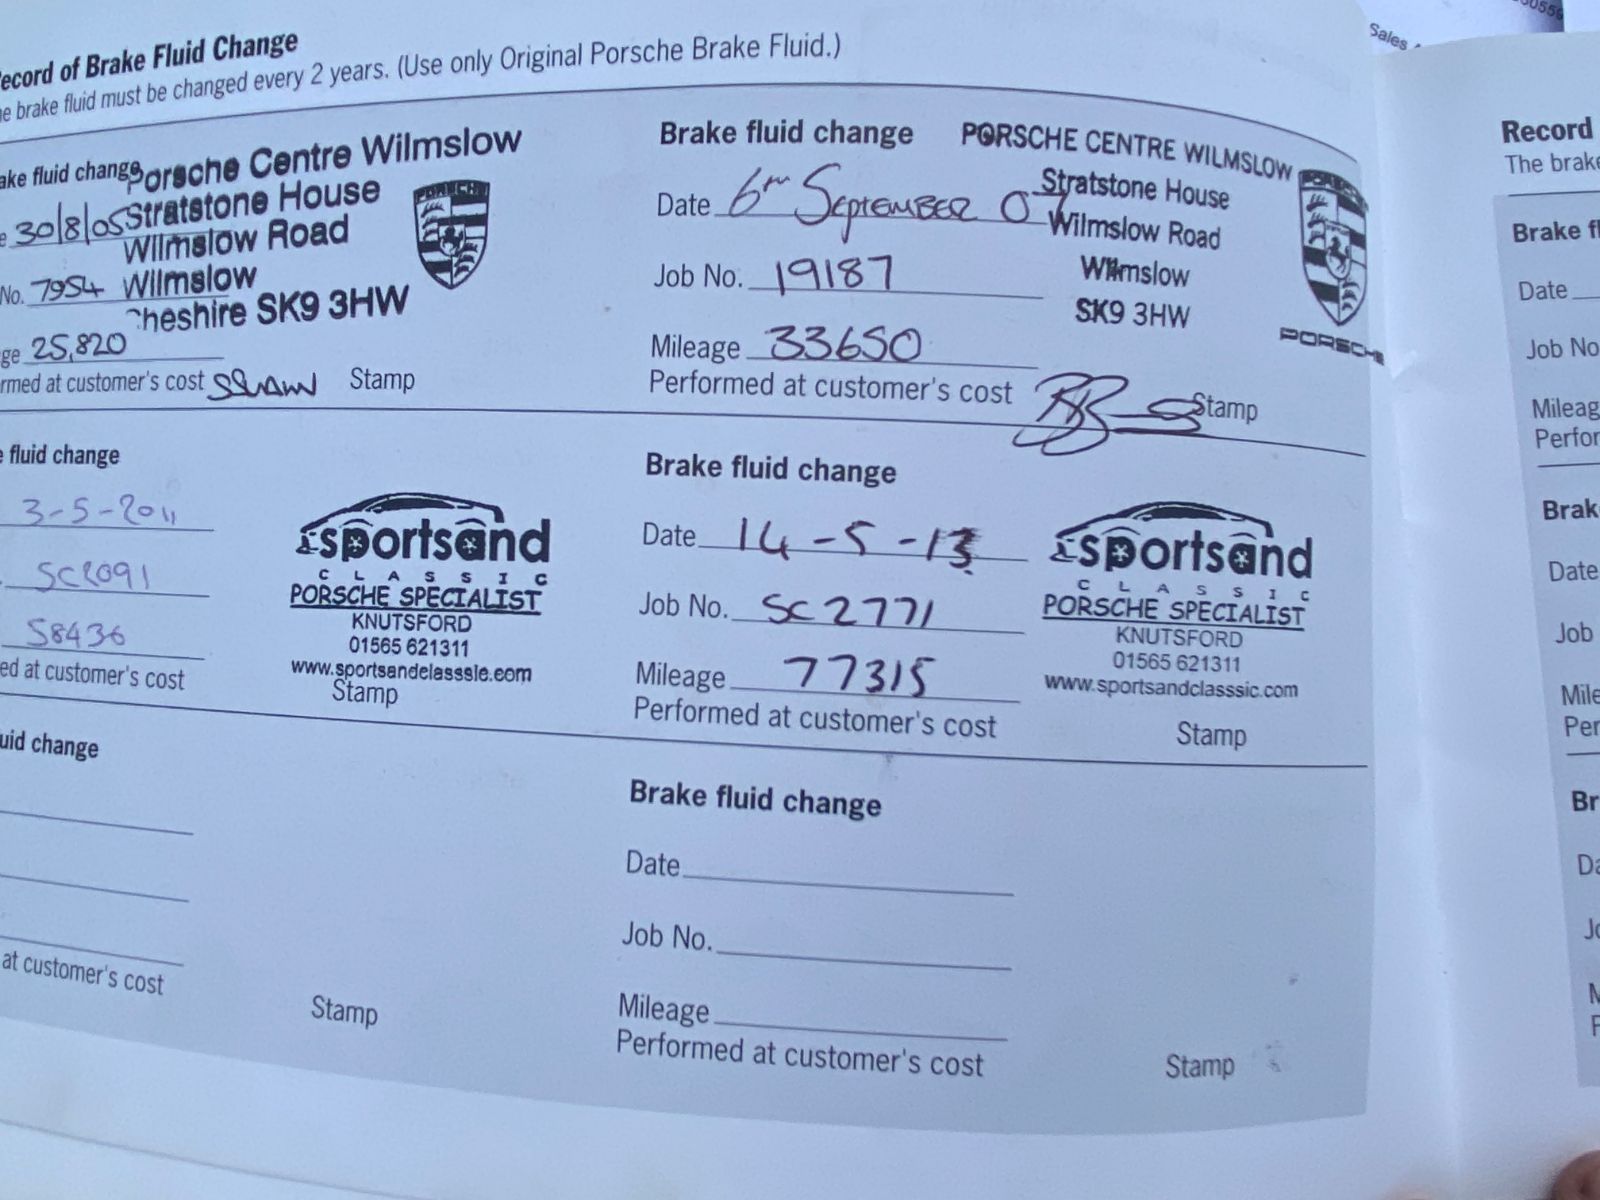 ecord of Brake Fluid Change
e brake fluid must be changed every 2 years. (Use only Original Porsche Brake Fluid.)
ake fluid change
Porsche Centre Wilmslow
Stratstone House
Wilmslow Road
Wilmslow
Cheshire SK9 3HW
PORSCHE
e 30/8/05
No. 7954
ge 25,820
rmed at customer's cost
Stamp
Brake fluid change
PORSCHE CENTRE WILMSLOW
Stratstone House
Wilmslow Road
Wilmslow
SK9 3HW
PORSCHE
PORSCHE
Date 6th September 07
Job No. 19187
Mileage 33650
Performed at customer's cost
Stamp
e fluid change
3-5-2011
SC2091
58436
ed at customer's cost
sportsand
CLASSIC
PORSCHE SPECIALIST
KNUTSFORD
01565 621311
www.sportsandclasssic.com
Stamp
Brake fluid change
Date 14-5-13
Job No. SC2771
Mileage 77315
Performed at customer's cost
sportsand
CLASSIC
PORSCHE SPECIALIST
KNUTSFORD
01565 621311
www.sportsandclasssic.com
Stamp
uid change
at customer's cost
Stamp
Brake fluid change
Date
Job No.
Mileage
Performed at customer's cost
Stamp
Sales
Record
The brake
Brake fl
Date
Job No
Mileag
Perfor
Brak
Date
Job
Mile
Per
Br
Da
Jo
M
P